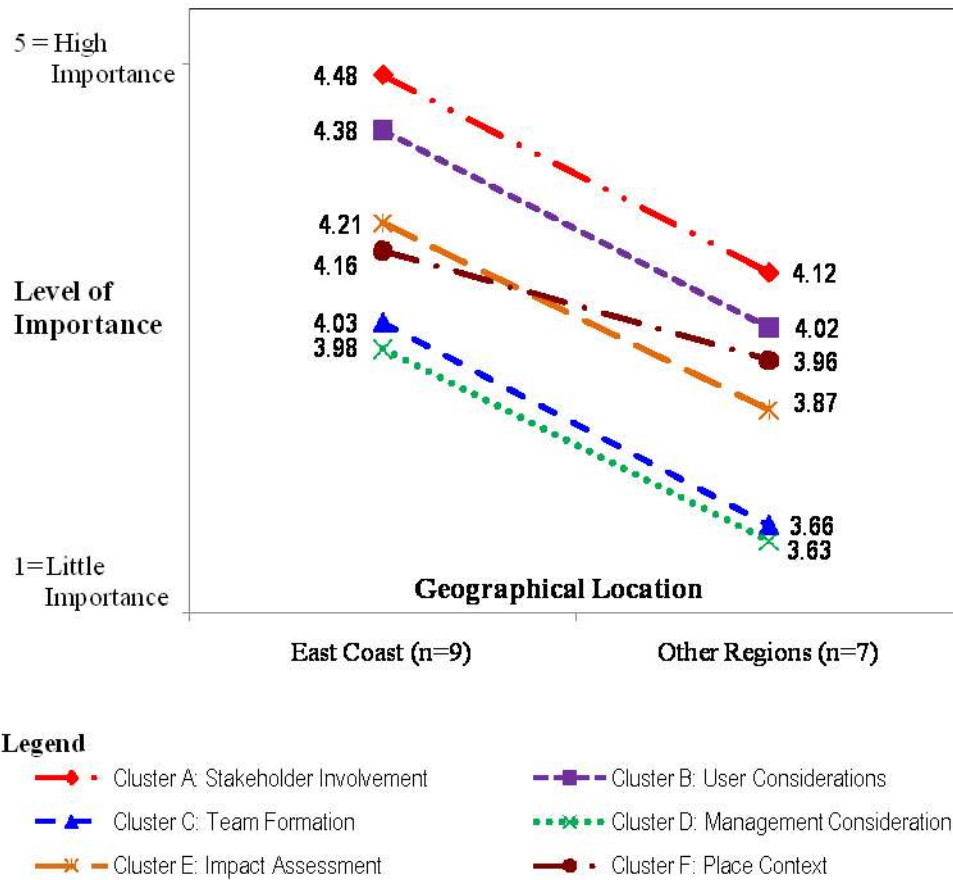 5 = High
Importance
4.48
4.38
4.21
4.16
Level of
Importance
4.03
3.98
4.12
4.02
3.96
3.87
3.66
3.63
1=Little
Importance
Geographical Location
East Coast (n=9)
Other Regions (n=7)
Legend
Cluster A: Stakeholder Involvement
Cluster B: User Considerations
Cluster C: Team Formation
Cluster D: Management Consideration
Cluster E: Impact Assessment
Cluster F: Place Context